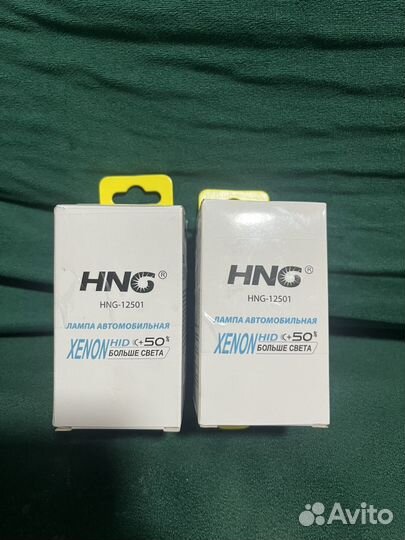 HNG®
HNG-12501
ЛАМПА АВТОМОБИЛЬНАЯ
XENON HID +50%
БОЛЬШЕ СВЕТА
HNG®
HNG-12501
ЛАМПА АВТОМОБИЛЬНАЯ
XENON HID +50%
БОЛЬШЕ СВЕТА
Avito